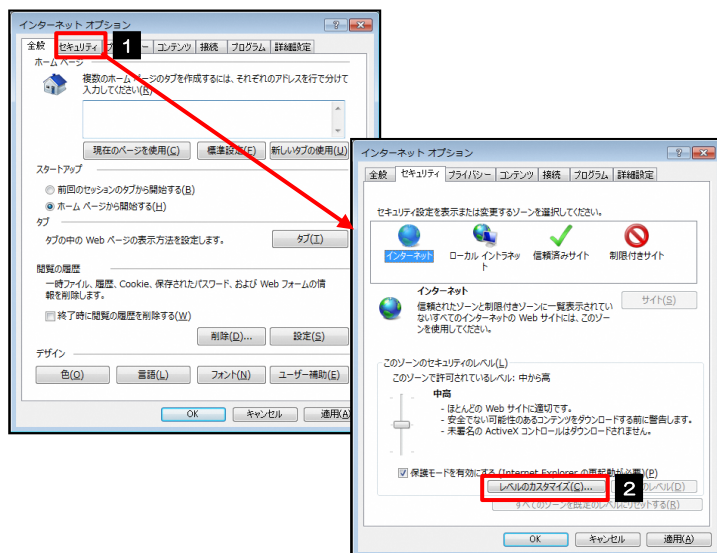 インターネット オプション
全般 セキュリティ コンテンツ 接続 プログラム 詳細設定
1
ホーム ページ
複数のホーム ページのタブを作成するには、それぞれのアドレスを行で分けて
入力してください(R)
現在のページを使用(C) 標準設定(F) 新しいタブの使用(U)
スタートアップ
前回のセッションのタブから開始する(B)
ホーム ページから開始する(H)
タブ
タブの中の Web ページの表示方法を設定します。 タブ(T)
閲覧の履歴
一時ファイル、履歴、Cookie、保存されたパスワード、および Web フォームの情
報を削除します。
終了時に閲覧の履歴を削除する(W)
削除(D)... 設定(S)
デザイン
色(O) 言語(L) フォント(N) ユーザー補助(E)
OK キャンセル 適用(A)
インターネット オプション
全般 セキュリティ プライバシー コンテンツ 接続 プログラム 詳細設定
セキュリティ設定を表示または変更するゾーンを選択してください。
インターネット ローカル イントラネッ 信頼済みサイト 制限付きサイト
ト
インターネット
サイト(S)
信頼されたゾーンと制限付きゾーンに一覧表示されてい
ないすべてのインターネットの Web サイトには、このゾー
ンを使用してください。
このゾーンのセキュリティのレベル(L)
このゾーンで許可されているレベル: 中から高
中高
- ほとんどの Web サイトに適切です。
- 安全でない可能性のあるコンテンツをダウンロードする前に警告します。
- 未署名の ActiveX コントロールはダウンロードされません。
保護モードを有効にする (Internet Explorer の再起動が必要)(P)
レベルのカスタマイズ(C)... のレベル(D)
2
すべてのゾーンを既定のレベルにリセットする(R)
OK キャンセル 適用(A)